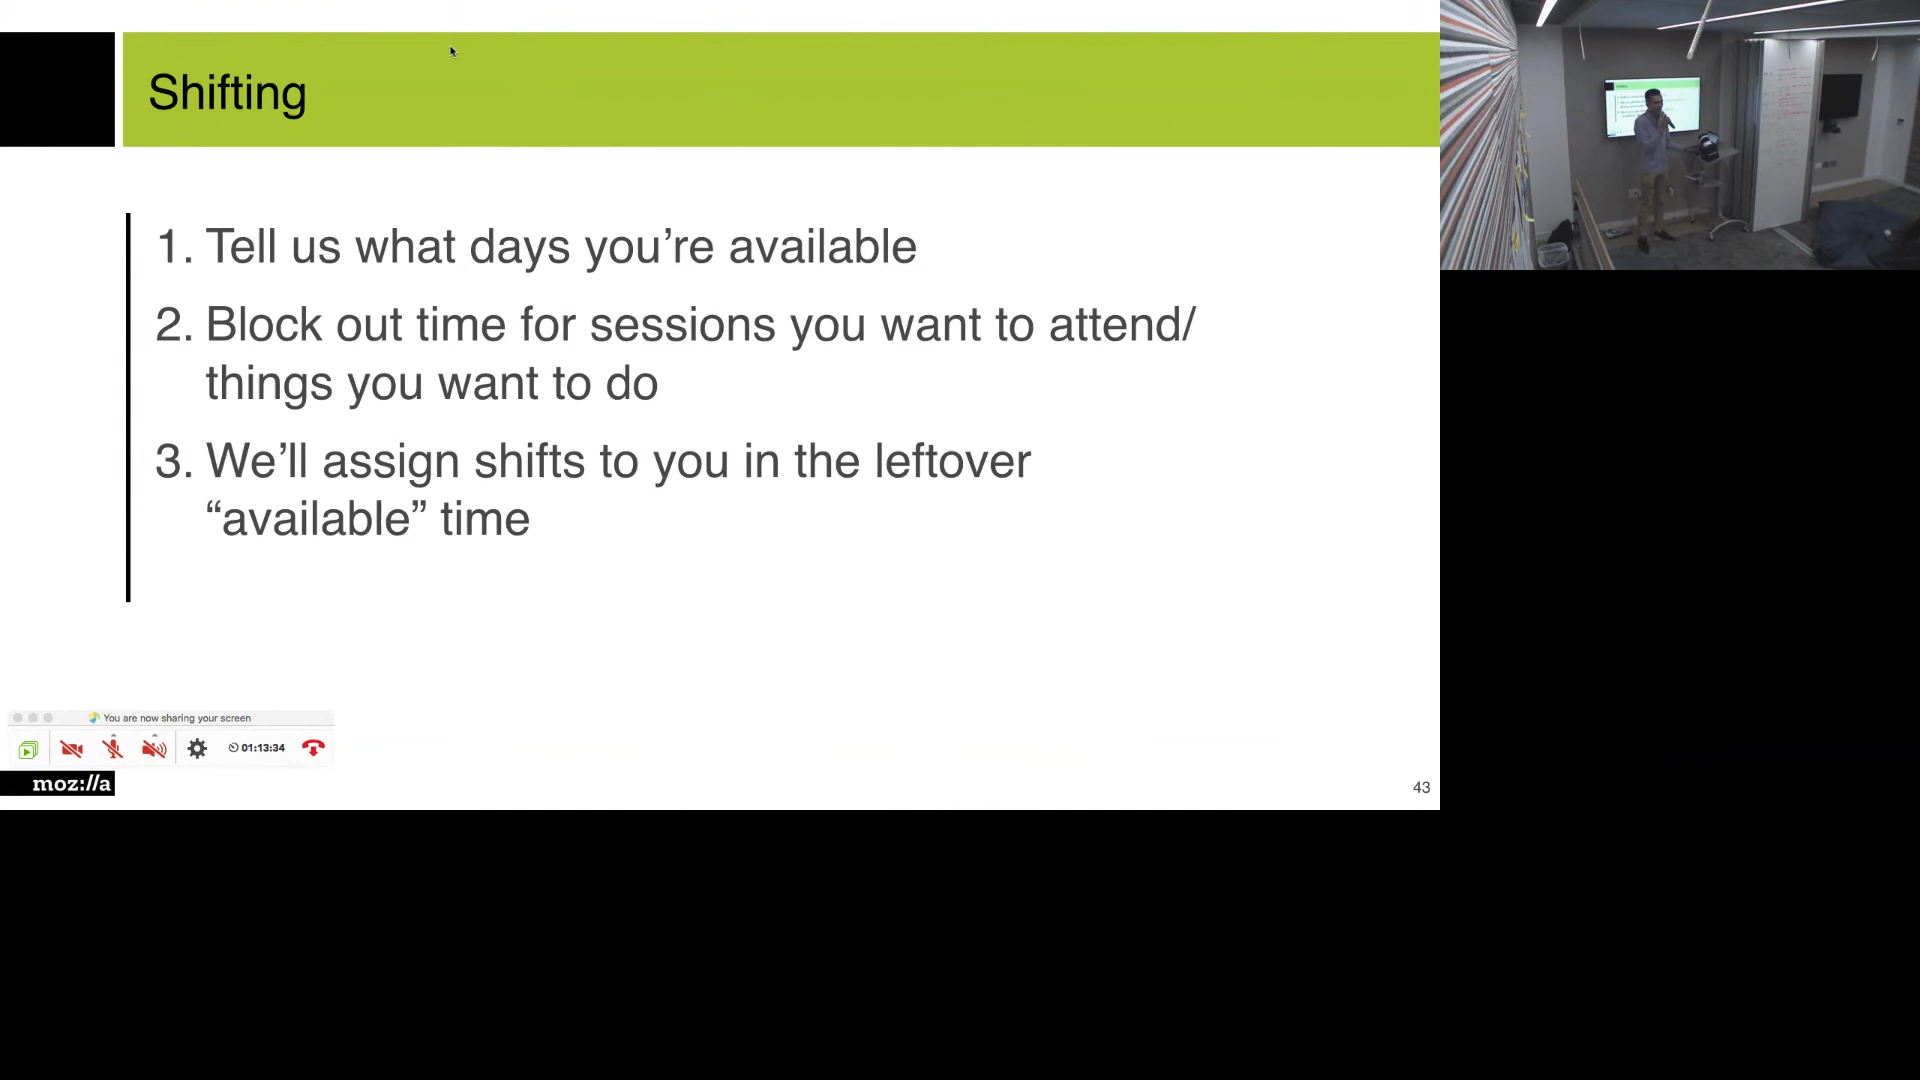 Shifting
1. Tell us what days you’re available
2. Block out time for sessions you want to attend/
things you want to do
3. We’ll assign shifts to you in the leftover
“available” time
You are now sharing your screen
01:13:34
moz://a
43